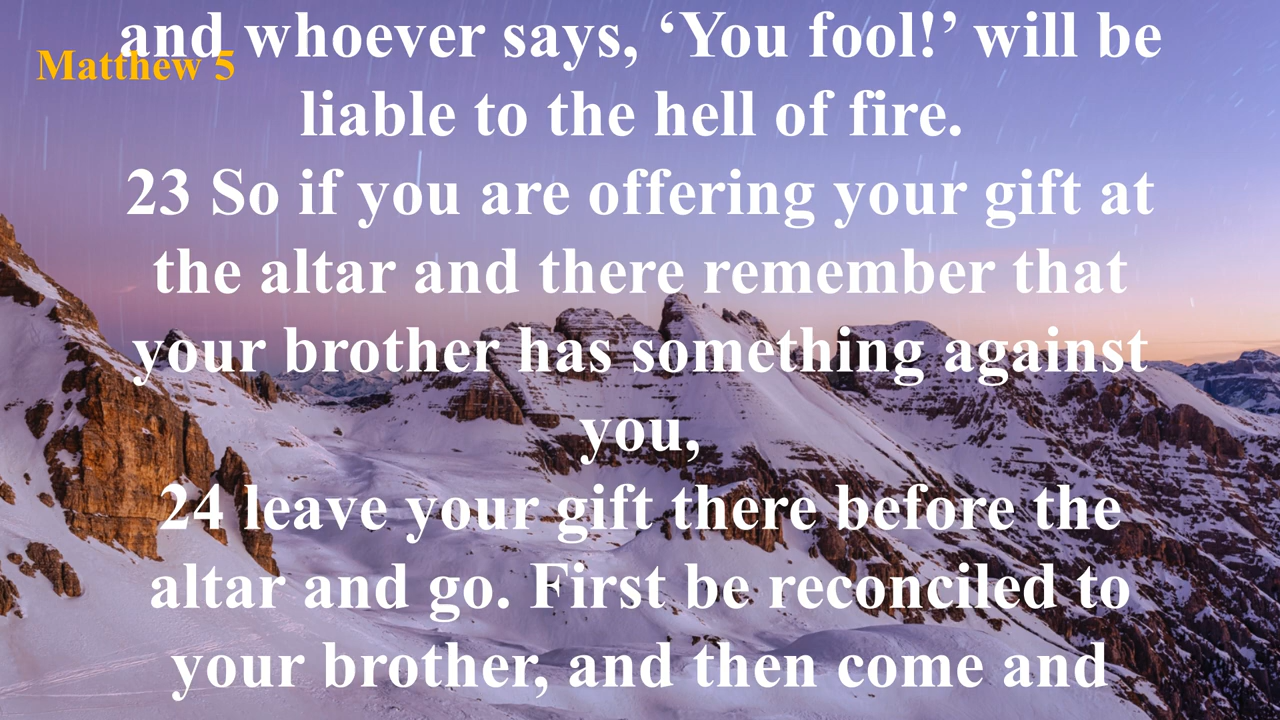 and whoever says, ‘You fool!’ will be
Matthew 5
liable to the hell of fire.
23 So if you are offering your gift at
the altar and there remember that
your brother has something against
you,
24 leave your gift there before the
altar and go. First be reconciled to
your brother, and then come and